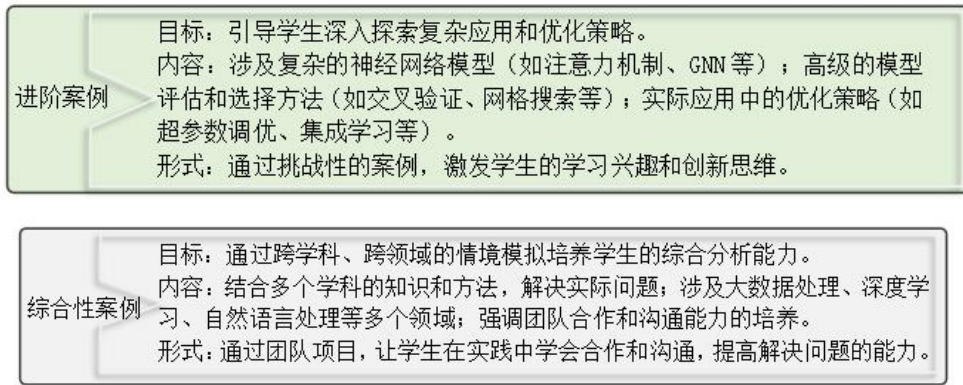 进阶案例
目标：引导学生深入探索复杂应用和优化策略。
内容：涉及复杂的神经网络模型（如注意力机制、GNN等）；高级的模型
评估和选择方法（如交叉验证、网格搜索等）；实际应用中的优化策略（如
超参数调优、集成学习等）。
形式：通过挑战性的案例，激发学生的学习兴趣和创新思维。
综合性案例
目标：通过跨学科、跨领域的情境模拟培养学生的综合分析能力。
内容：结合多个学科的知识和方法，解决实际问题；涉及大数据处理、深度学
习、自然语言处理等多个领域；强调团队合作和沟通能力的培养。
形式：通过团队项目，让学生在实践中学会合作和沟通，提高解决问题的能力。